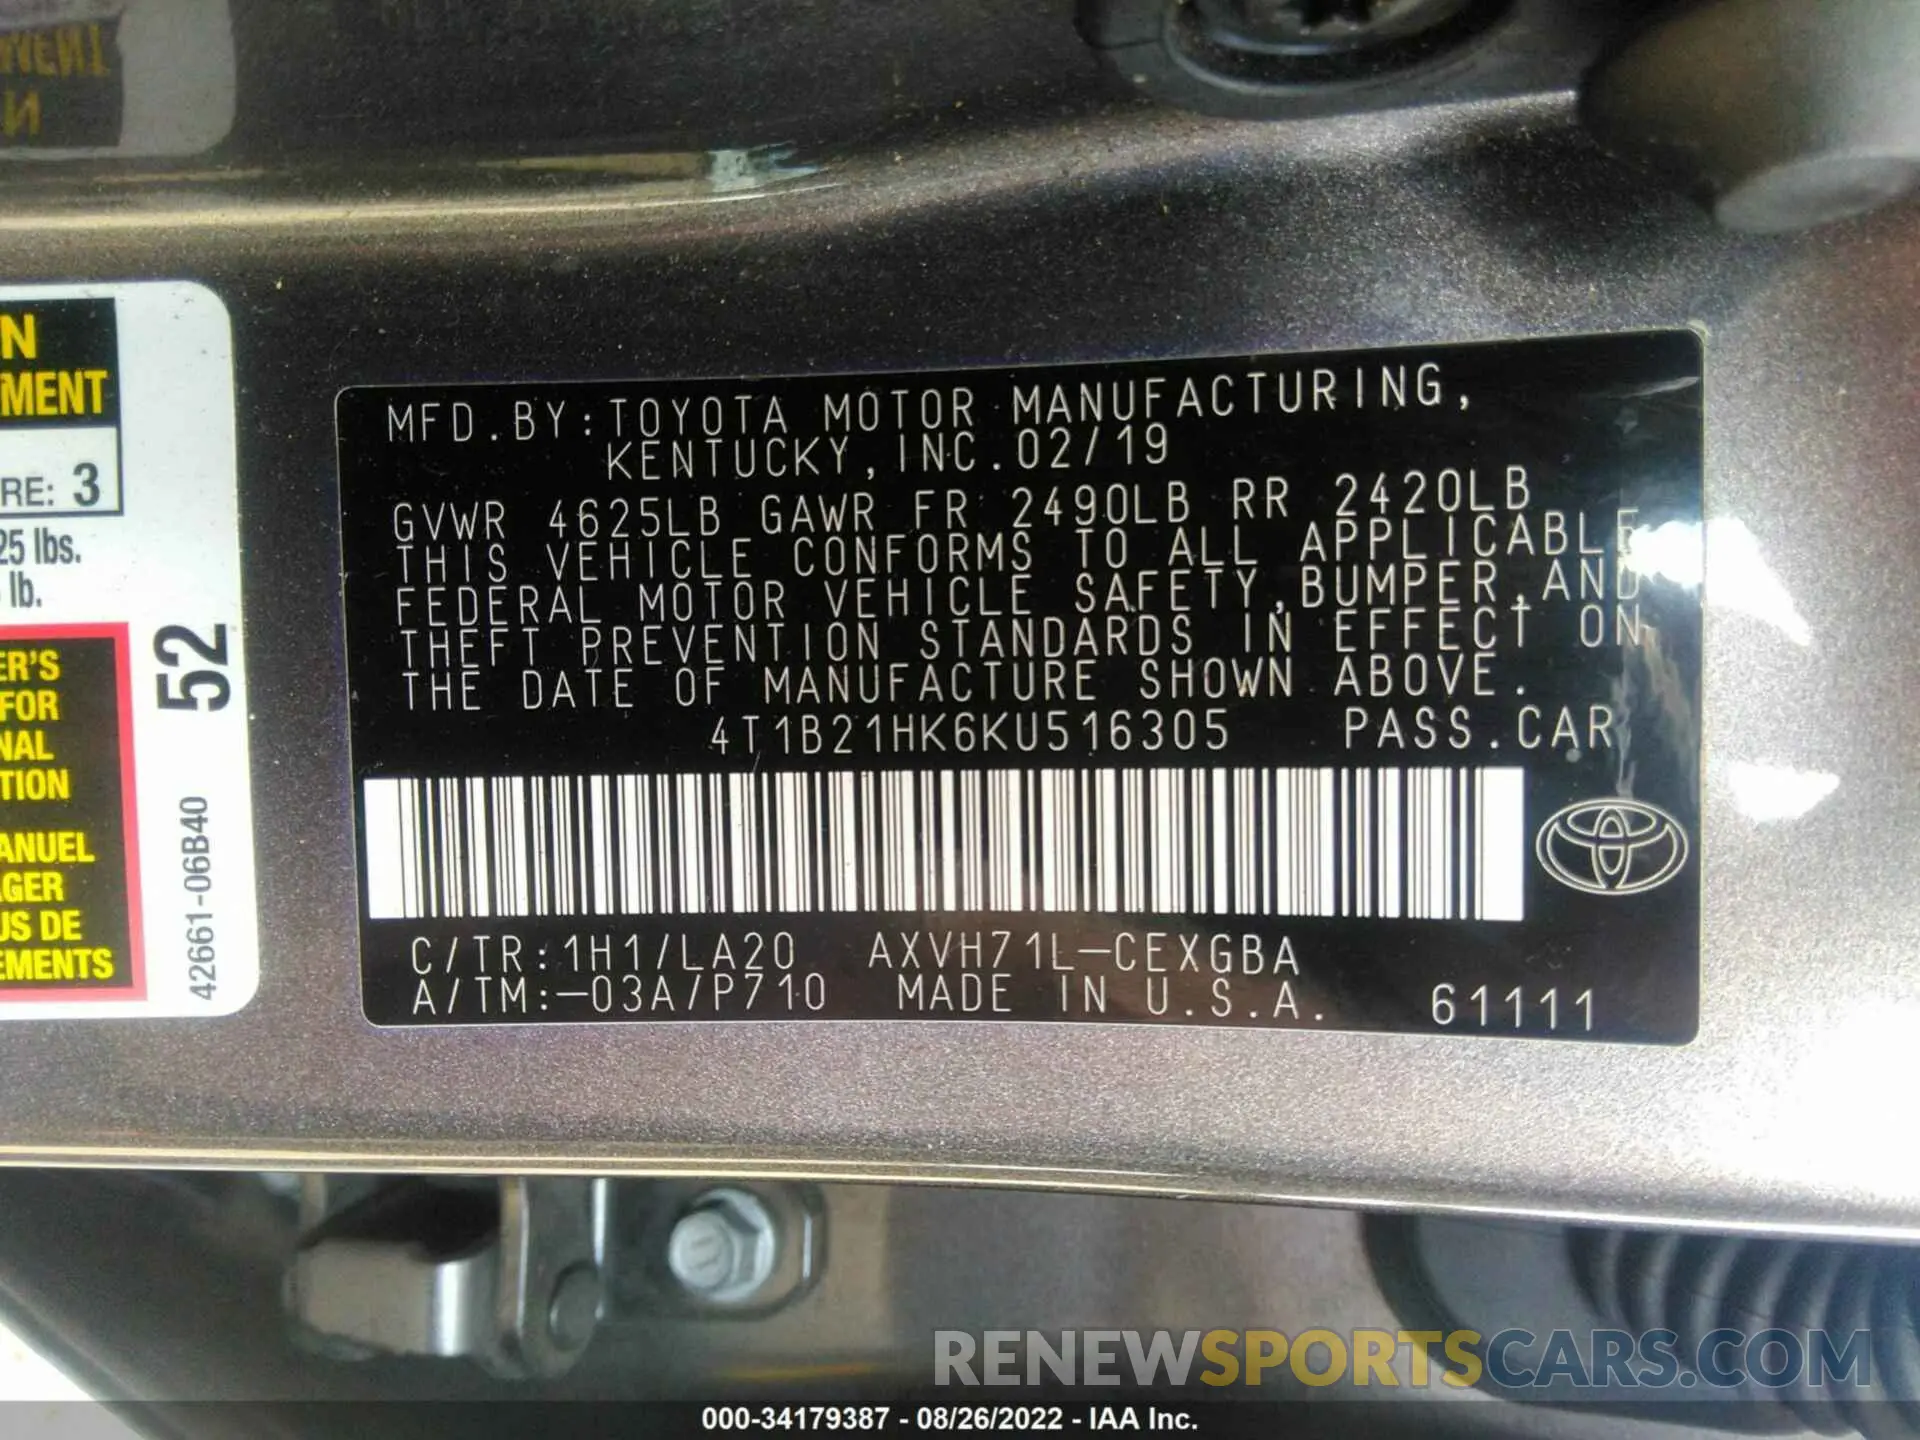 N
MENT
RE: 3
25 lbs.
lb.
52
ER'S
FOR
NAL
TION
ANUEL
AGER
US DE
EMENTS
42661-06B40
MFD.BY:TOYOTA MOTOR MANUFACTURING,
KENTUCKY,INC.02/19
GVWR 4625LB GAWR FR 2490LB RR 2420LB
THIS VEHICLE CONFORMS TO ALL APPLICABLE
FEDERAL MOTOR VEHICLE SAFETY,BUMPER,AND
THEFT PREVENTION STANDARDS IN EFFECT ON
THE DATE OF MANUFACTURE SHOWN ABOVE.
4T1B21HK6KU516305 PASS.CAR
C/TR:1H1/LA20 AXVH71L-CEXGBA
A/TM:-03A/P710 MADE IN U.S.A. 61111
RENEWSPORTSCARS.COM
000-34179387 - 08/26/2022 - IAA Inc.